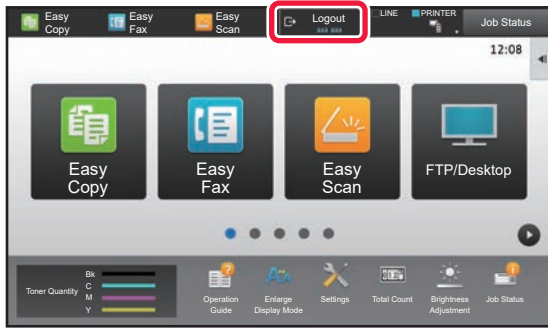 Easy
Copy
Easy
Fax
Easy
Scan
Logout
LINE
PRINTER
Job Status
12:08
Easy
Copy
Easy
Fax
Easy
Scan
FTP/Desktop
Toner Quantity
Bk
C
M
Y
Operation
Guide
Enlarge
Display Mode
Settings
Total Count
Brightness
Adjustment
Job Status